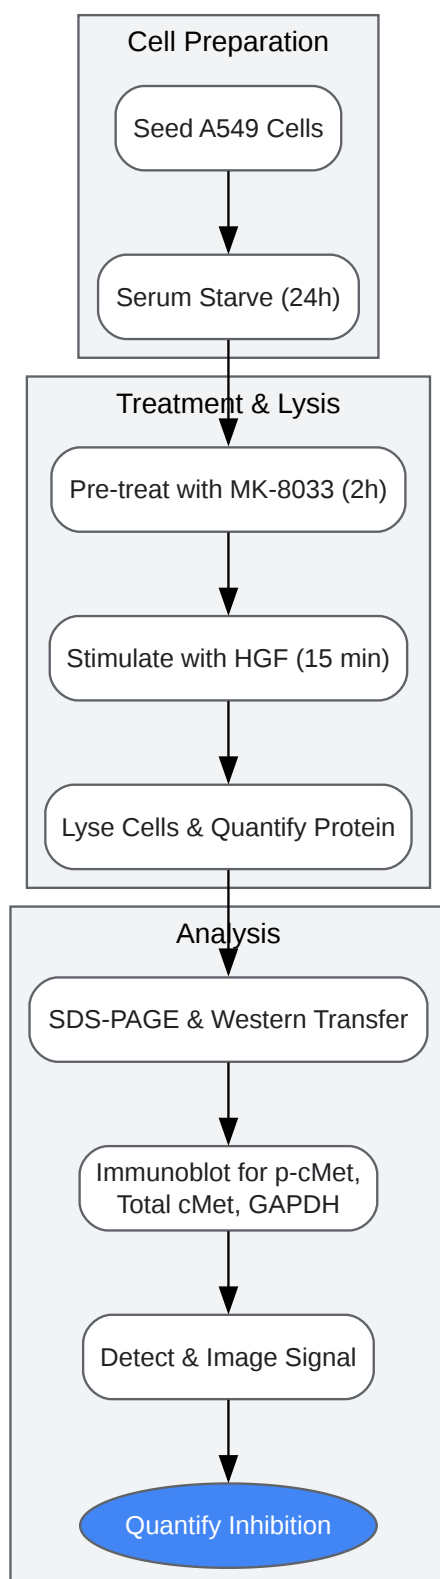 Cell Preparation
Seed A549 Cells
Serum Starve (24h)
Treatment & Lysis
Pre-treat with MK-8033 (2h)
Stimulate with HGF (15 min)
Lyse Cells & Quantify Protein
Analysis
SDS-PAGE & Western Transfer
Immunoblot for p-cMet,
Total cMet, GAPDH
Detect & Image Signal
Quantify Inhibition